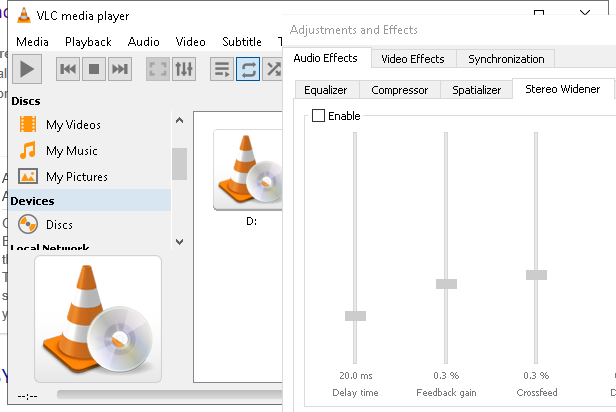 VLC media player
Media Playback Audio Video Subtitle
Adjustments and Effects
Audio Effects Video Effects Synchronization
Equalizer Compressor Spatializer Stereo Widener
Enable
Discs
My Videos
My Music
My Pictures
Devices
Discs
Local Network
D:
20.0 ms 0.3 % 0.3 %
Delay time Feedback gain Crossfeed
--:--